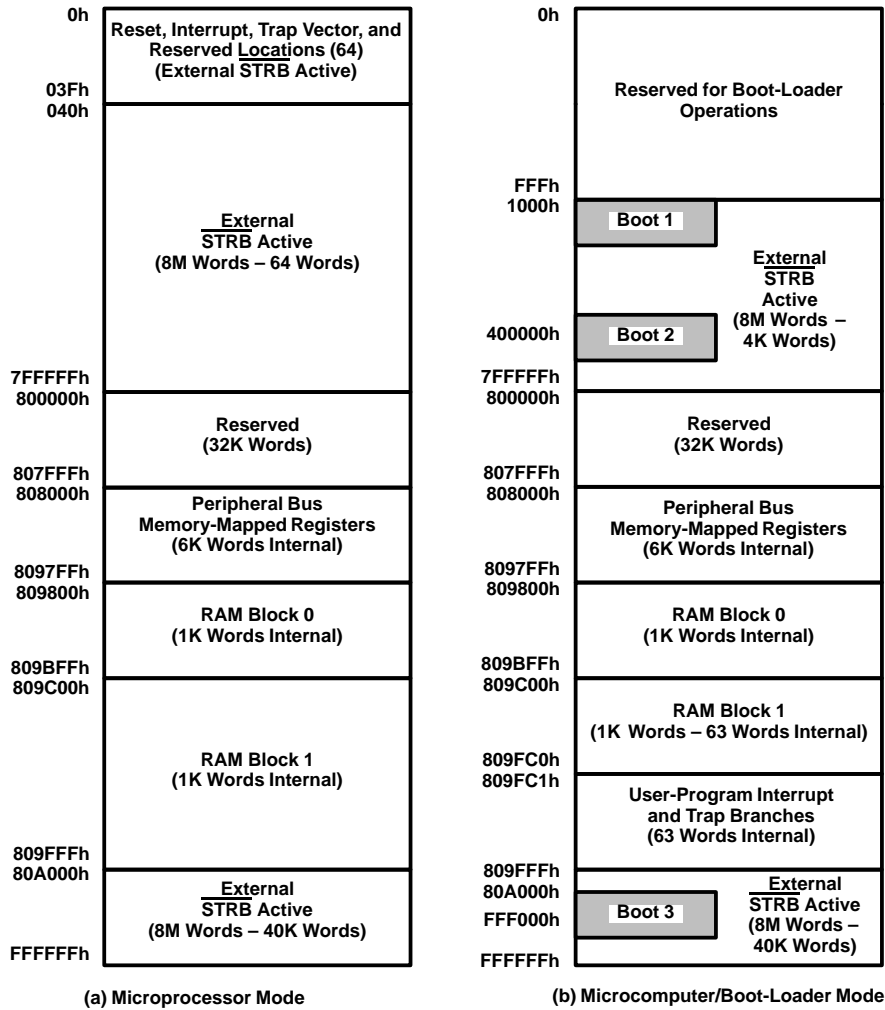 0h
Reset, Interrupt, Trap Vector, and
Reserved Locations (64)
(External STRB Active)
03Fh
040h
External
STRB Active
(8M Words – 64 Words)
7FFFFFh
800000h
Reserved
(32K Words)
807FFFh
808000h
Peripheral Bus
Memory-Mapped Registers
(6K Words Internal)
8097FFh
809800h
RAM Block 0
(1K Words Internal)
809BFFh
809C00h
RAM Block 1
(1K Words Internal)
809FFFh
80A000h
External
STRB Active
(8M Words – 40K Words)
FFFFFFh
(a) Microprocessor Mode
0h
Reserved for Boot-Loader
Operations
FFFh
1000h
Boot 1
External
STRB
Active
(8M Words –
4K Words)
400000h
Boot 2
7FFFFFh
800000h
Reserved
(32K Words)
807FFFh
808000h
Peripheral Bus
Memory-Mapped Registers
(6K Words Internal)
8097FFh
809800h
RAM Block 0
(1K Words Internal)
809BFFh
809C00h
RAM Block 1
(1K Words – 63 Words Internal)
809FC0h
809FC1h
User-Program Interrupt
and Trap Branches
(63 Words Internal)
809FFFh
80A000h
Boot 3
FFF000h
External
STRB Active
(8M Words –
40K Words)
FFFFFFh
(b) Microcomputer/Boot-Loader Mode